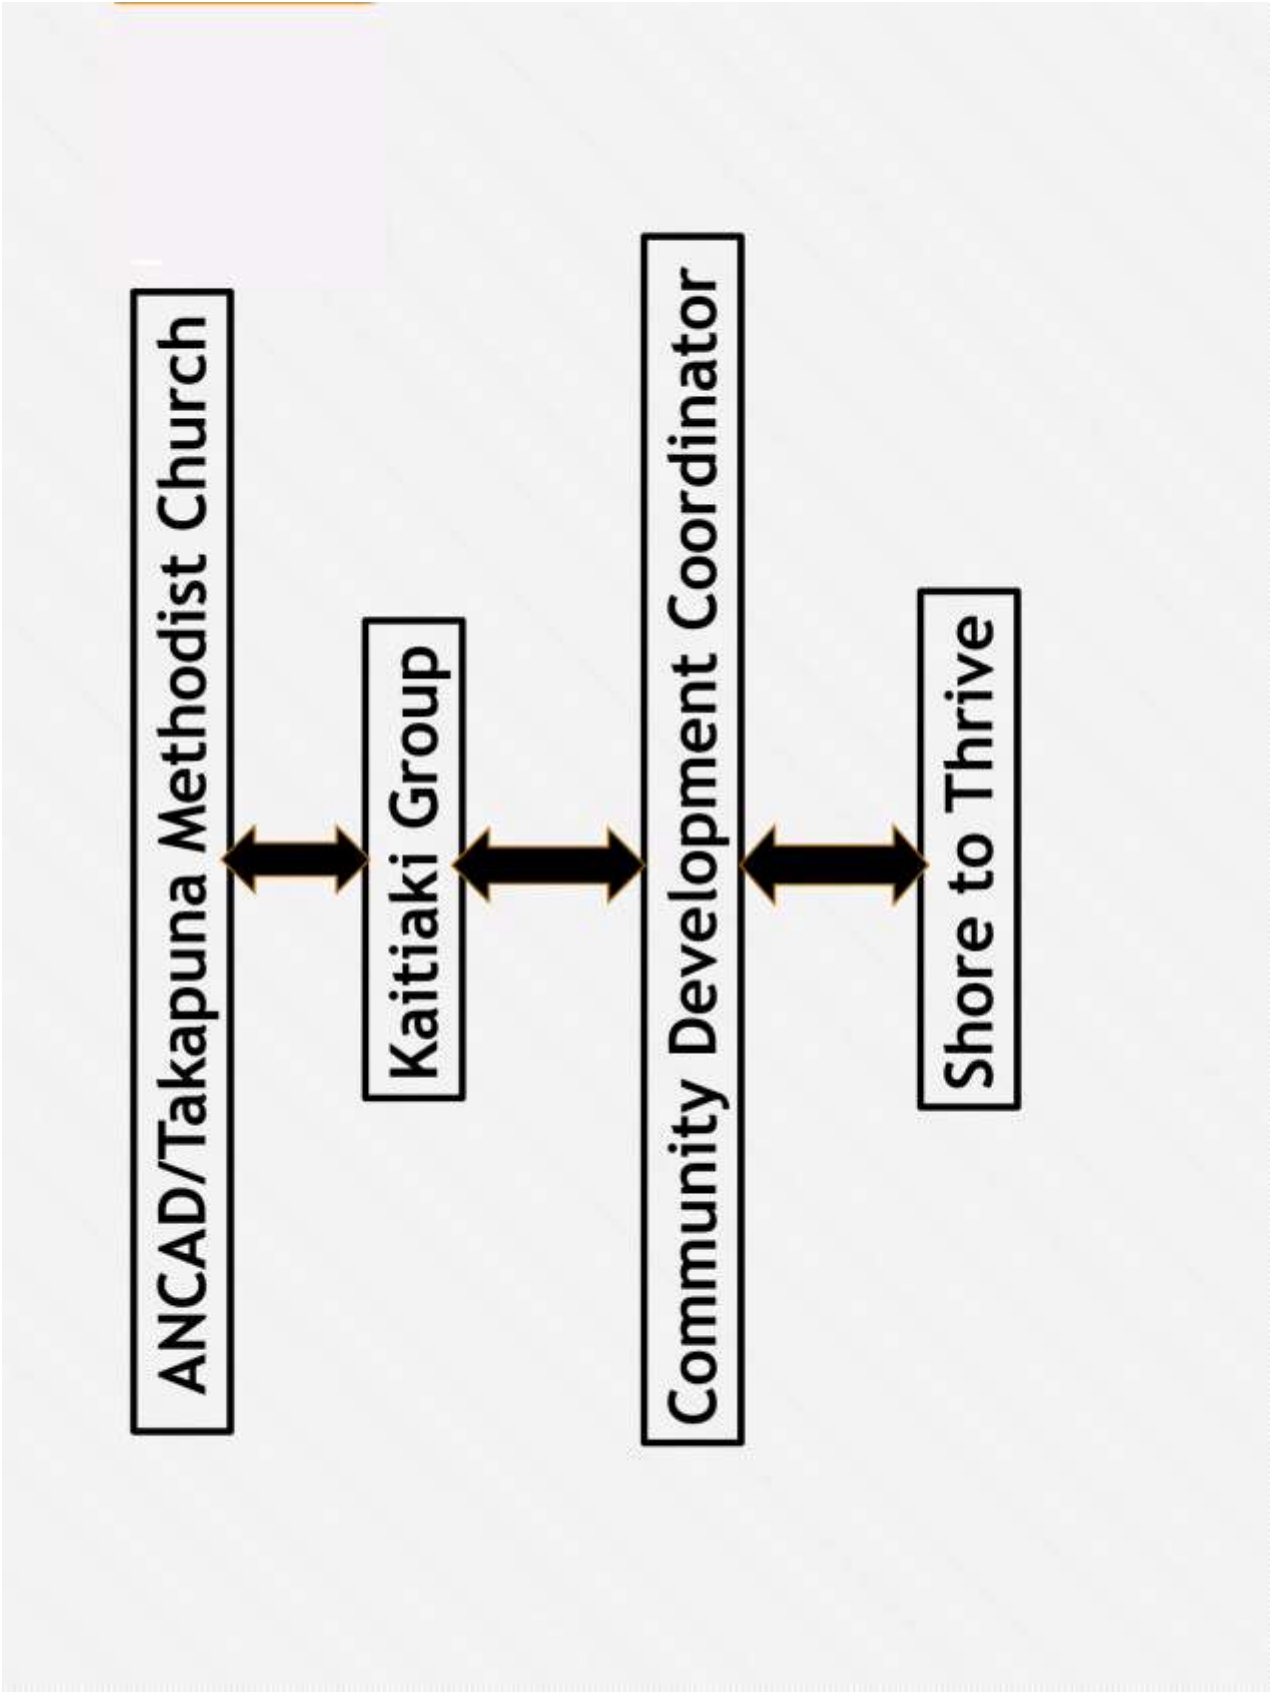 ANCAD/Takapuna Methodist Church
Kaitiaki Group
Community Development Coordinator
Shore to Thrive